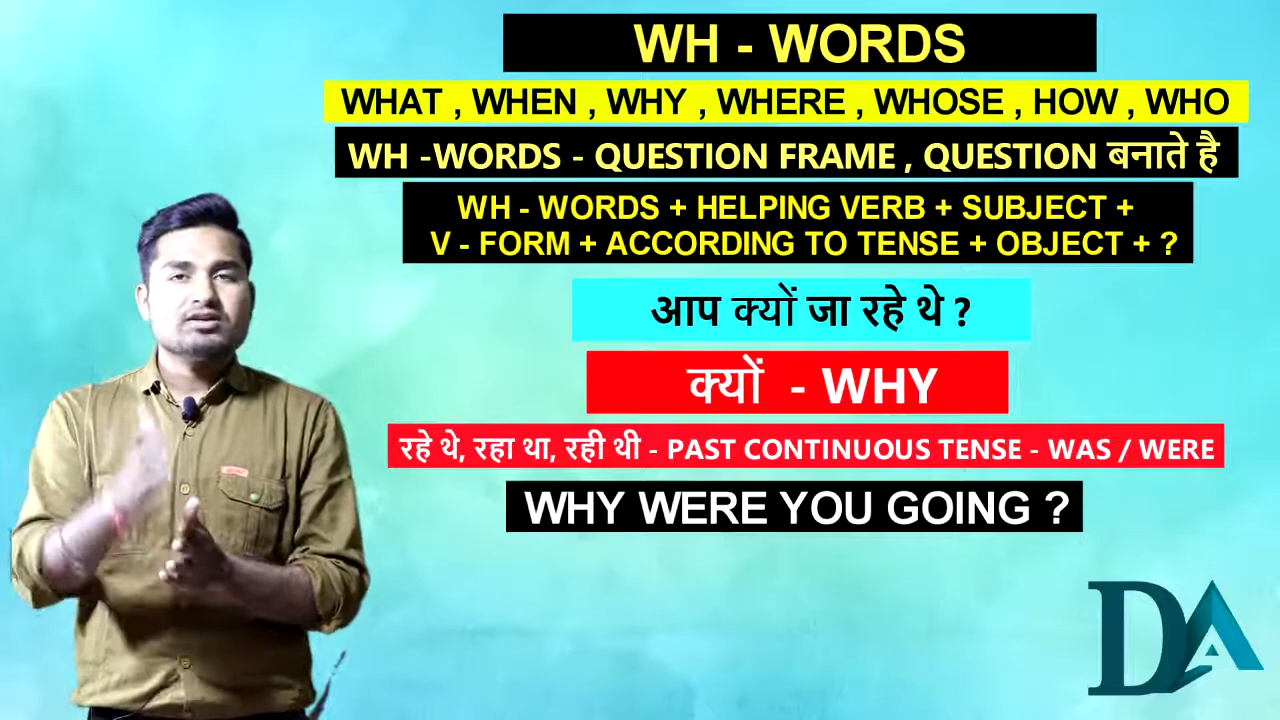 WH - WORDS
WHAT , WHEN , WHY , WHERE , WHOSE , HOW , WHO
WH -WORDS - QUESTION FRAME , QUESTION बनाते है
WH - WORDS + HELPING VERB + SUBJECT +
V - FORM + ACCORDING TO TENSE + OBJECT + ?
आप क्यों जा रहे थे ?
क्यों - WHY
रहे थे, रहा था, रही थी - PAST CONTINUOUS TENSE - WAS / WERE
WHY WERE YOU GOING ?
DA